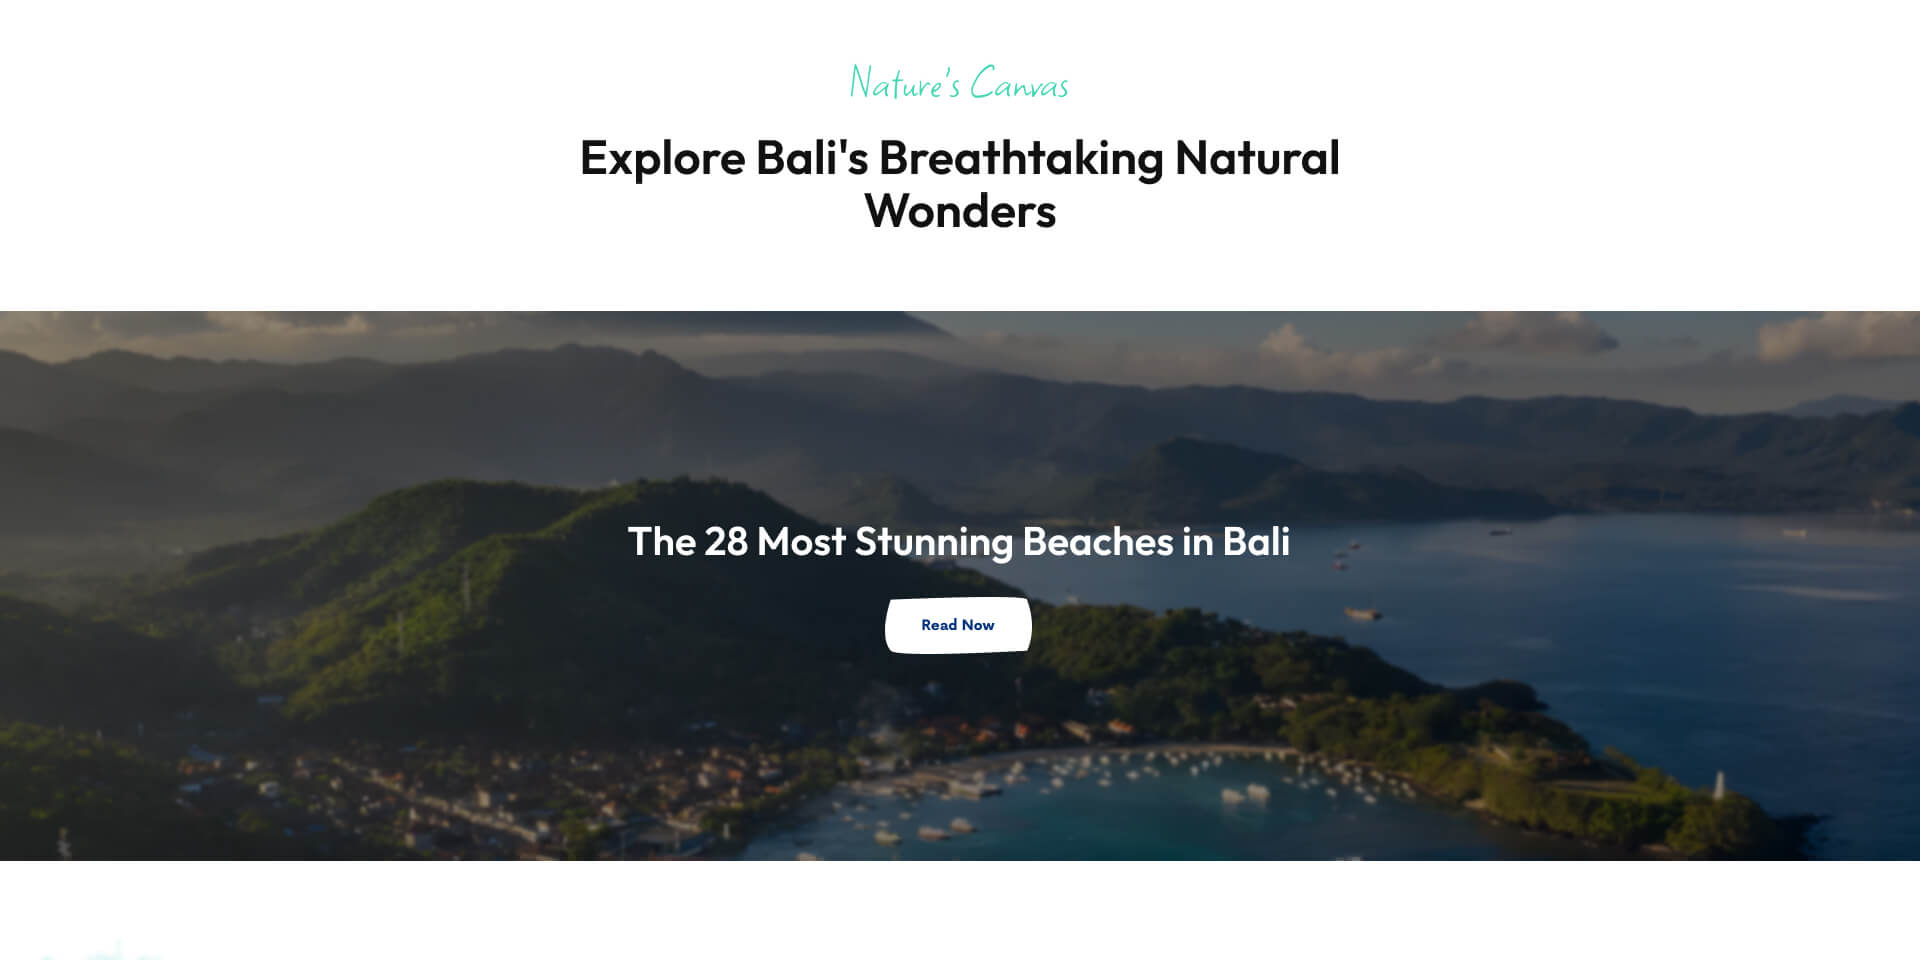 Nature's Canvas
Explore Bali's Breathtaking Natural
Wonders
The 28 Most Stunning Beaches in Bali
Read Now